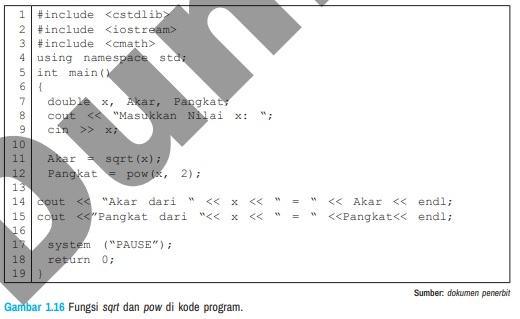 1 #include <cstdlib>
2 #include <iostream>
3 #include <cmath>
4 using namespace std;
5 int main()
6 {
7 double x, Akar, Pangkat;
8 cout << “Masukkan Nilai x: “;
9 cin >> x;
10
11 Akar = sqrt(x);
12 Pangkat = pow(x, 2);
13
14 cout << “Akar dari “ << x << “ = “ << Akar << endl;
15 cout <<“Pangkat dari “<< x << “ = “ <<Pangkat<< endl;
16
17 system (“PAUSE”);
18 return 0;
19 }
Sumber: dokumen penerbit
Gambar 1.16 Fungsi sqrt dan pow di kode program.